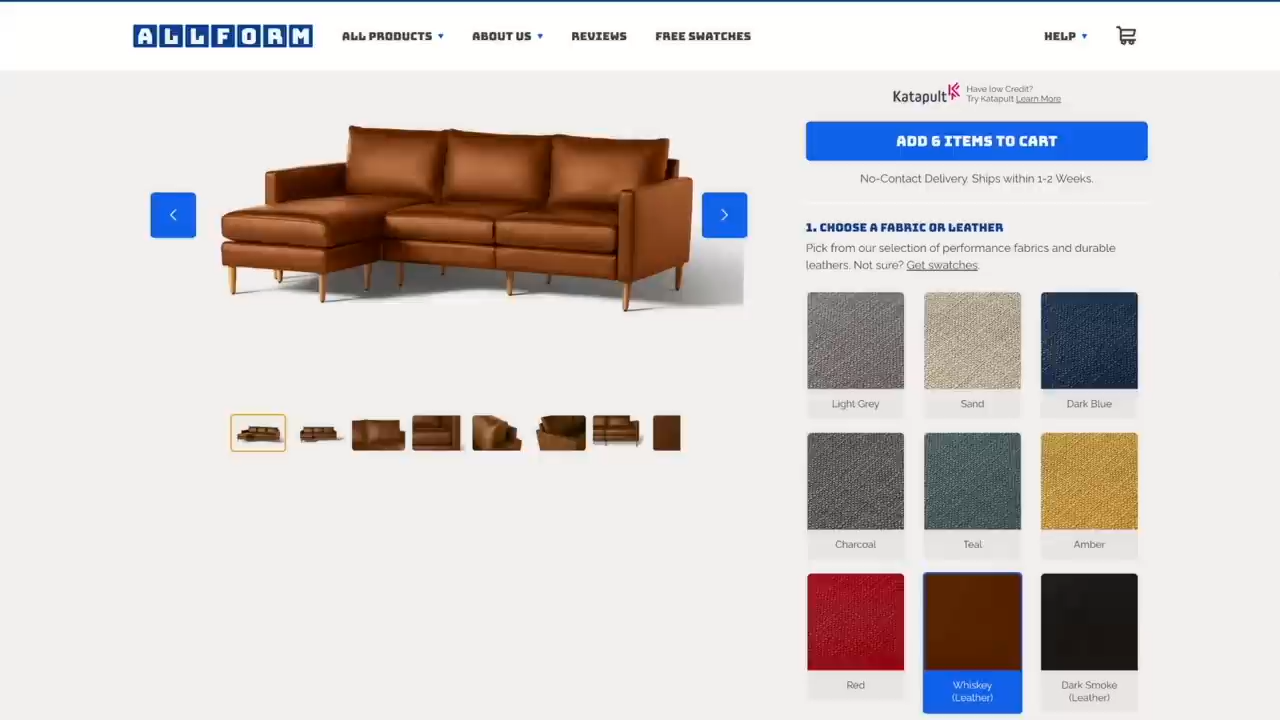 ALLFORM
ALL PRODUCTS
ABOUT US
REVIEWS
FREE SWATCHES
HELP
Katapult
Have low Credit?
Try Katapult Learn More
ADD 6 ITEMS TO CART
No-Contact Delivery. Ships within 1-2 Weeks.
1. CHOOSE A FABRIC OR LEATHER
Pick from our selection of performance fabrics and durable
leathers. Not sure? Get swatches.
Light Grey
Sand
Dark Blue
Charcoal
Teal
Amber
Red
Whiskey
(Leather)
Dark Smoke
(Leather)